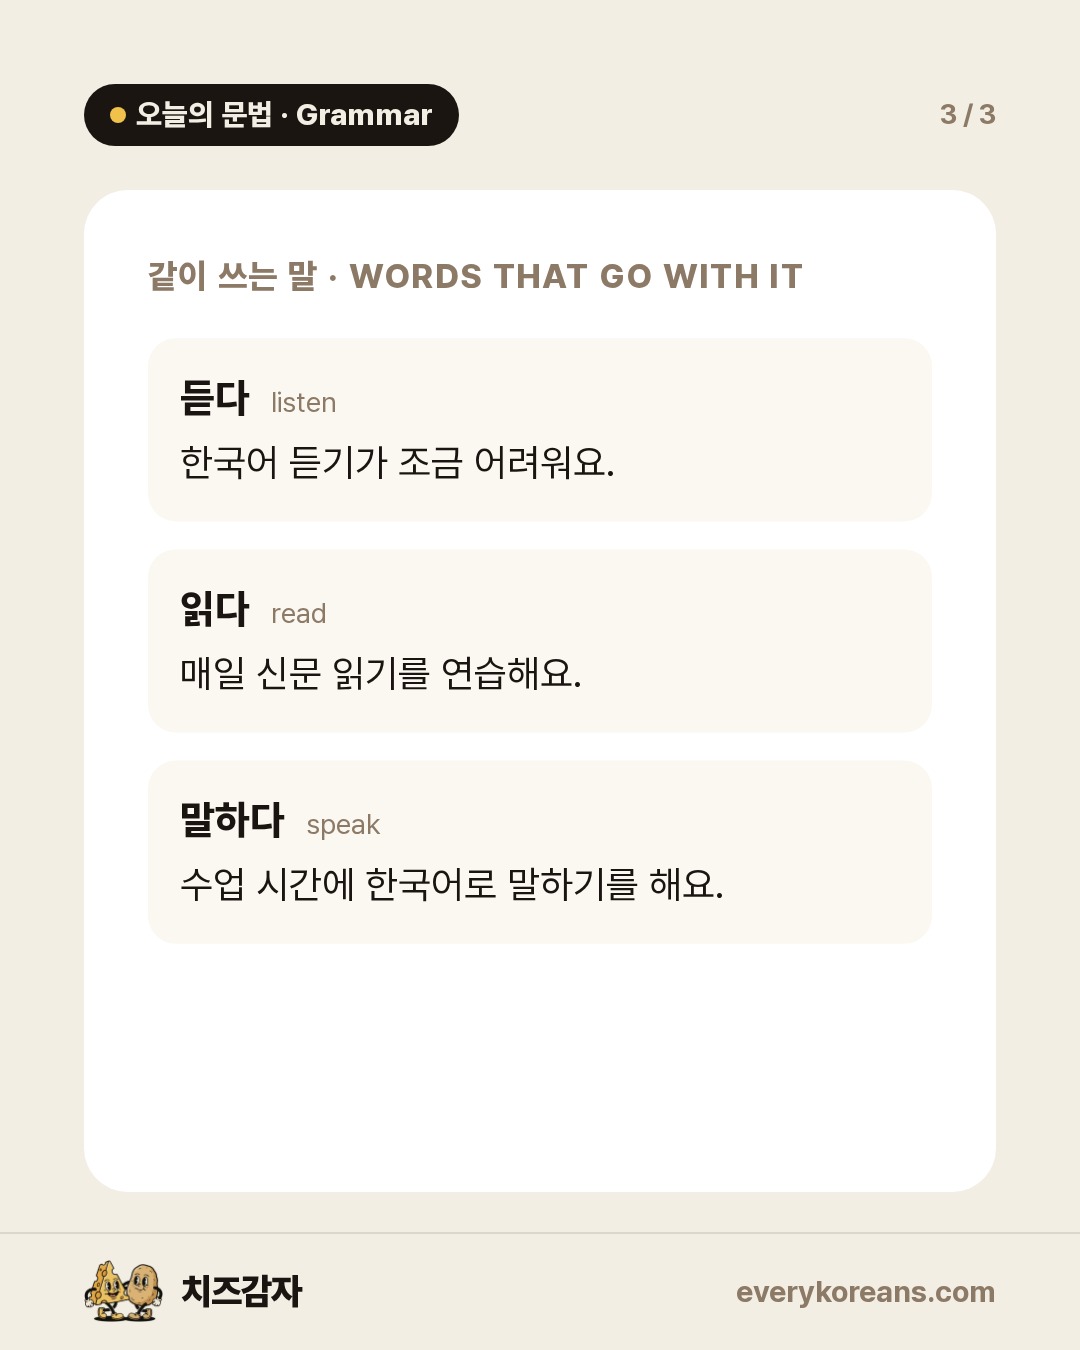 오늘의 문법 · Grammar
3 / 3
같이 쓰는 말 · WORDS THAT GO WITH IT
듣다 listen
한국어 듣기가 조금 어려워요.
읽다 read
매일 신문 읽기를 연습해요.
말하다 speak
수업 시간에 한국어로 말하기를 해요.
치즈감자
everykoreans.com